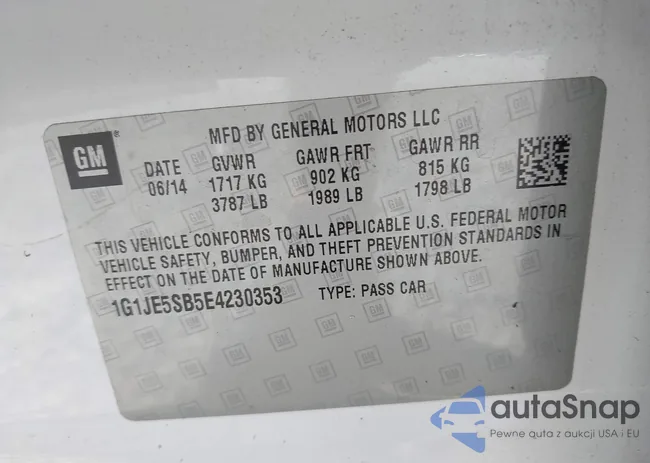 GM
MFD BY GENERAL MOTORS LLC
DATE GVWR GAWR FRT GAWR RR
06/14 1717 KG 902 KG 815 KG
3787 LB 1989 LB 1798 LB
THIS VEHICLE CONFORMS TO ALL APPLICABLE U.S. FEDERAL MOTOR
VEHICLE SAFETY, BUMPER, AND THEFT PREVENTION STANDARDS IN
EFFECT ON THE DATE OF MANUFACTURE SHOWN ABOVE.
1G1JE5SB5E4230353 TYPE: PASS CAR
autaSnap
Pewne auta z aukcji USA i EU